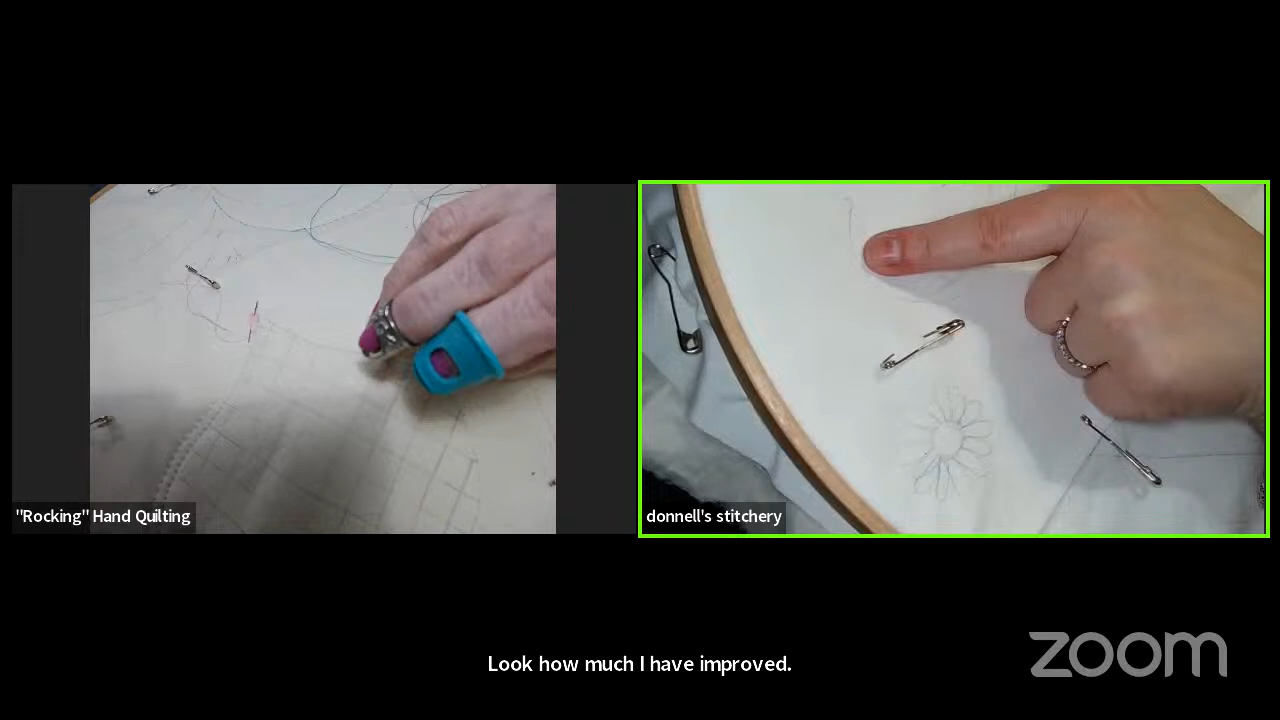 "Rocking" Hand Quilting
donnell's stitchery
Look how much I have improved.
zoom